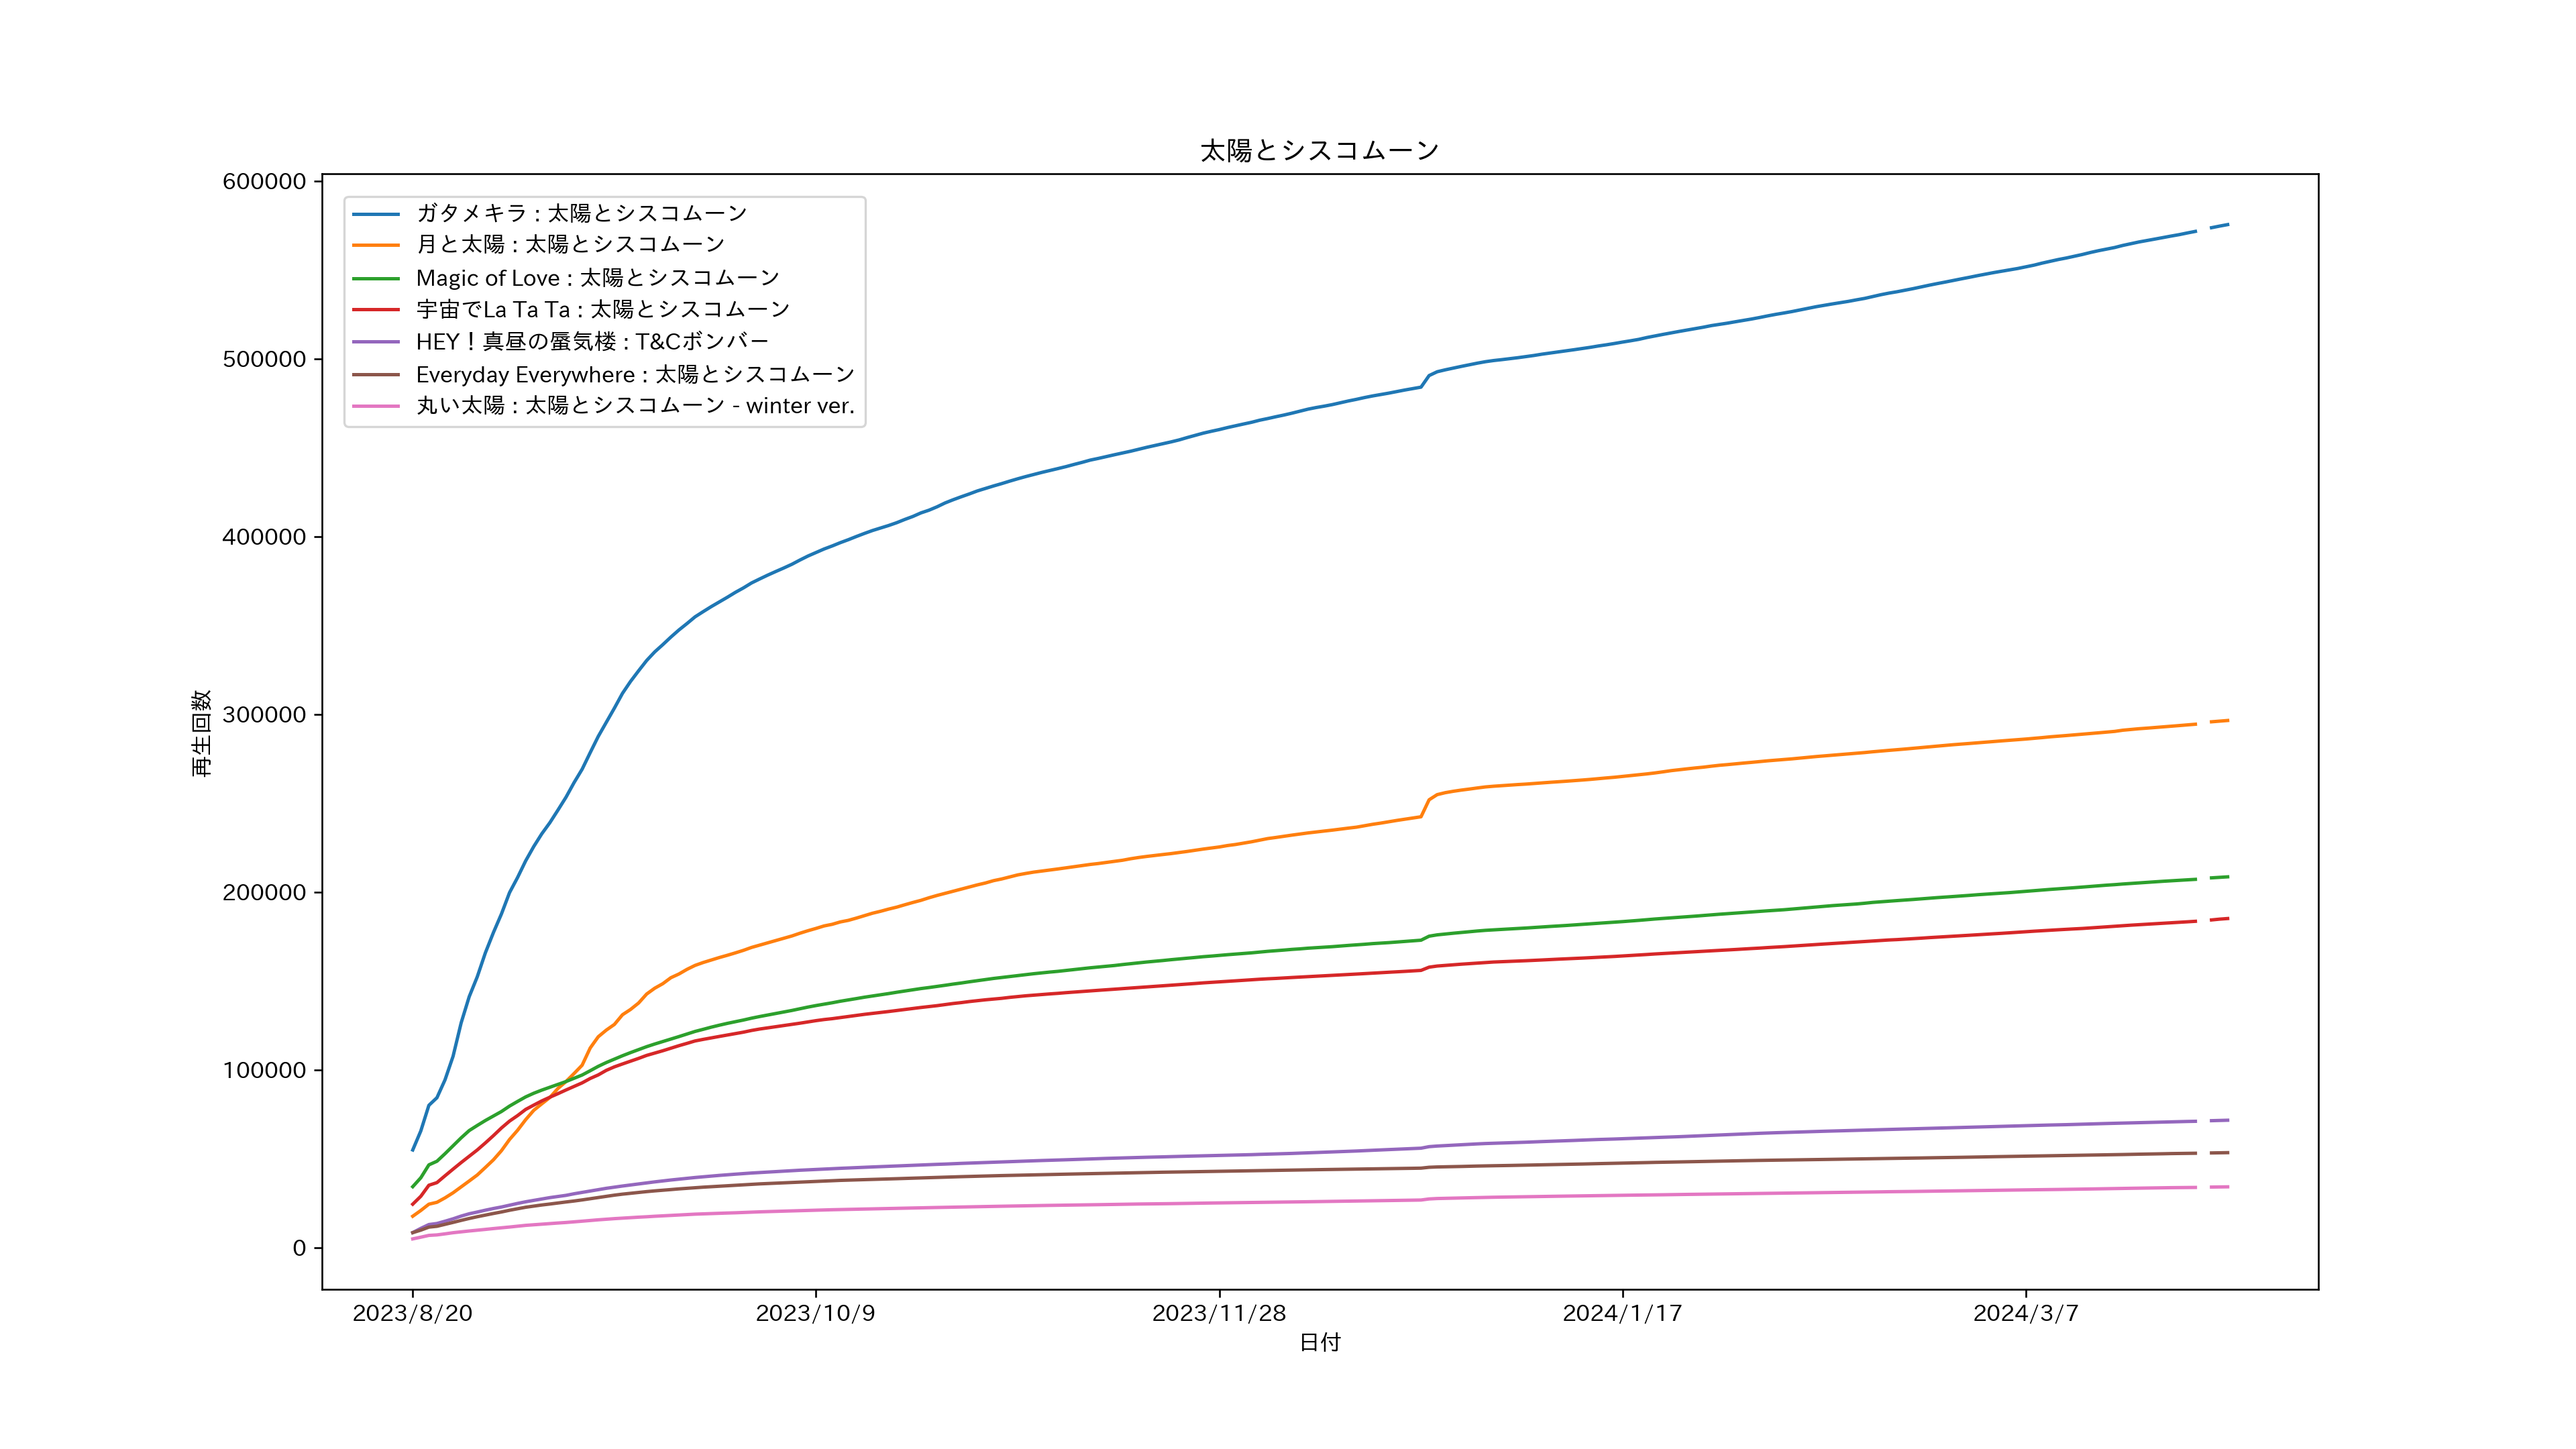 太陽とシスコムーン
600000
500000
400000
300000
200000
100000
0
再生回数
ガタメキラ : 太陽とシスコムーン
月と太陽 : 太陽とシスコムーン
Magic of Love : 太陽とシスコムーン
宇宙でLa Ta Ta : 太陽とシスコムーン
HEY！真昼の蜃気楼 : T&Cボンバー
Everyday Everywhere : 太陽とシスコムーン
丸い太陽 : 太陽とシスコムーン - winter ver.
2023/8/20
2023/10/9
2023/11/28
2024/1/17
2024/3/7
日付